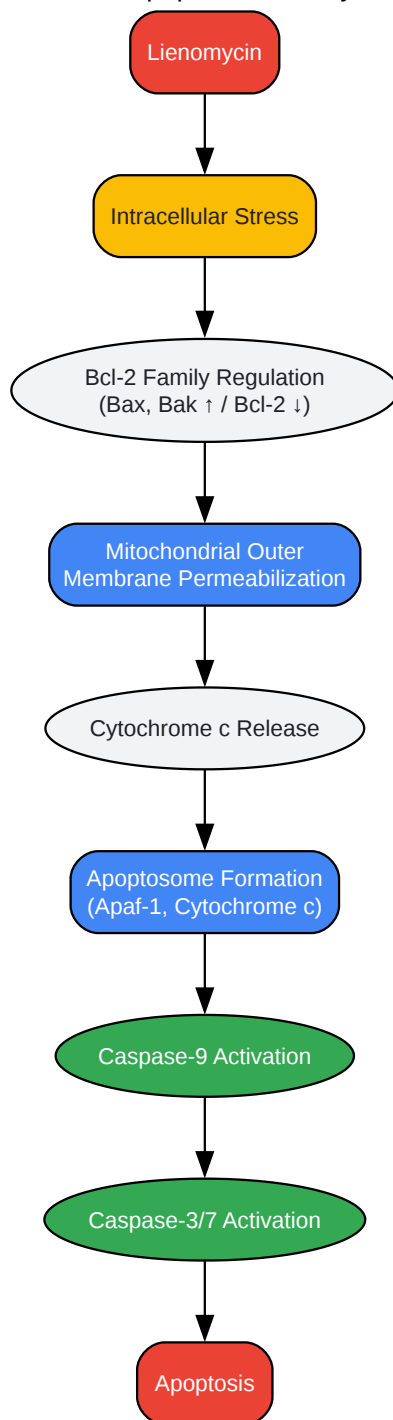 Lienomycin
Intracellular Stress
Bcl-2 Family Regulation
(Bax, Bak ↑ / Bcl-2 ↓)
Mitochondrial Outer
Membrane Permeabilization
Cytochrome c Release
Apoptosome Formation
(Apaf-1, Cytochrome c)
Caspase-9 Activation
Caspase-3/7 Activation
Apoptosis